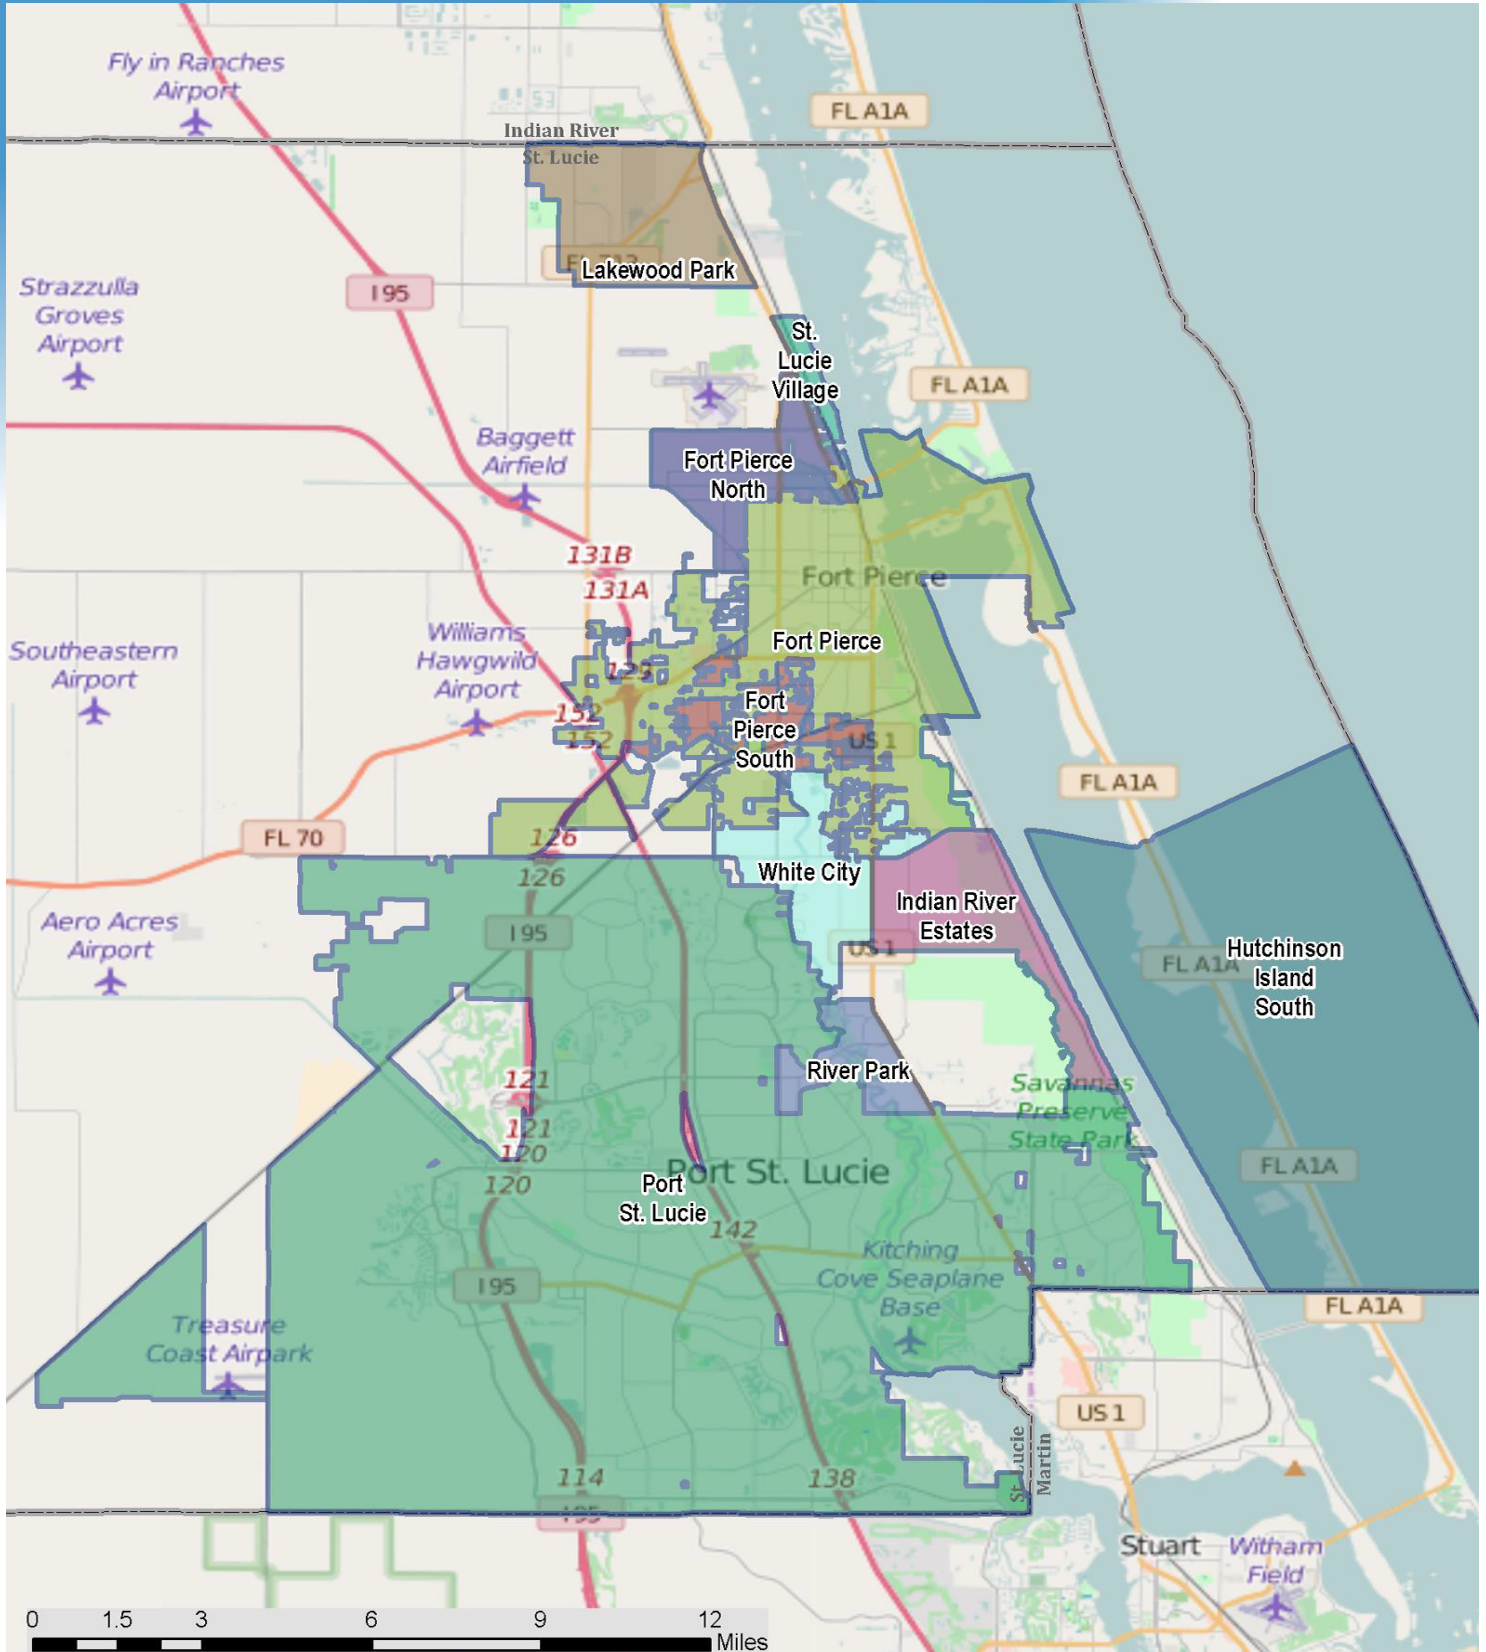 Fly in Ranches
Airport
FL A1A
Indian River
St. Lucie
Lakewood Park
I 95
Strazzulla
Groves
Airport
St.
Lucie
Village
FL A1A
Baggett
Airfield
Fort Pierce
North
131B
131A
Fort Pierce
Williams
Hawgwild
Airport
Southeastern
Airport
Fort Pierce
129
152
152
Fort
Pierce
South
US 1
FL A1A
FL 70
126
126
White City
Indian River
Estates
Aero Acres
Airport
I 95
US 1
FL A1A
Hutchinson
Island
South
River Park
121
121
120
120
Savannas
Preserve
State Park
FL A1A
Port St. Lucie
Port
St. Lucie
142
Kitching
Cove Seaplane
Base
I 95
FL A1A
Treasure
Coast Airpark
US 1
St. Lucie
Martin
114
138
I 95
Stuart
Witham
Field
0 1.5 3 6 9 12
Miles